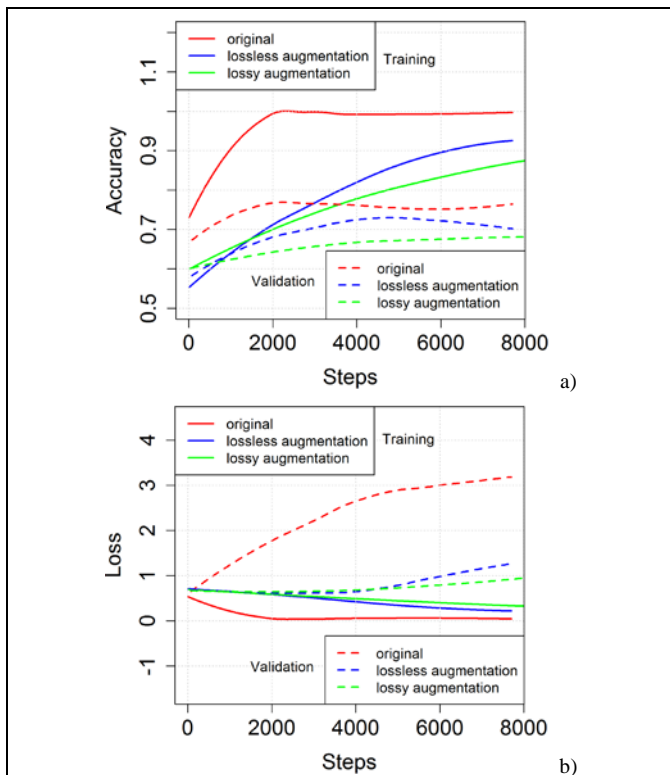 original
lossless augmentation
lossy augmentation
Training
1.1
0.9
0.7
0.5
Accuracy
Validation
original
lossless augmentation
lossy augmentation
0 2000 4000 6000 8000
Steps
a)
original
lossless augmentation
lossy augmentation
Training
4
3
2
1
0
-1
Loss
Validation
original
lossless augmentation
lossy augmentation
0 2000 4000 6000 8000
Steps
b)